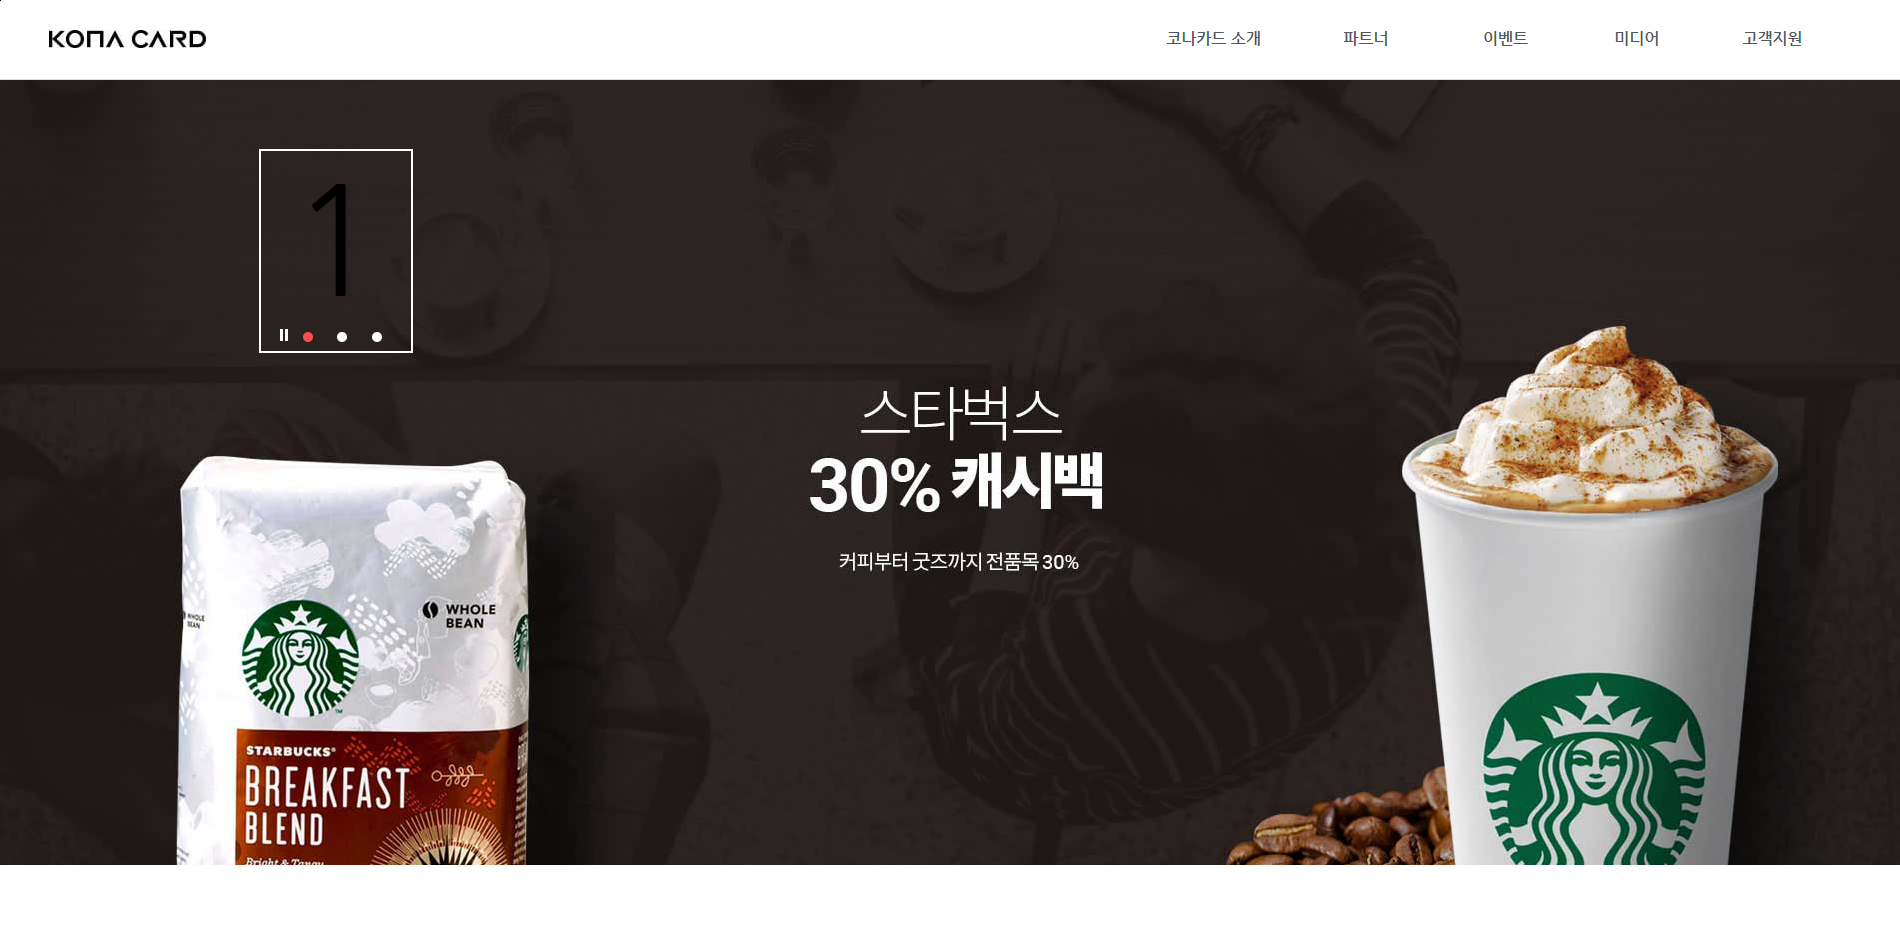 KONA CARD
코나카드 소개
파트너
이벤트
미디어
고객지원
1
스타벅스
30% 캐시백
커피부터 굿즈까지 전품목 30%
WHOLE
BEAN
WHOLE
BEAN
TM
STARBUCKS®
BREAKFAST
BLEND
Bright & Tangy